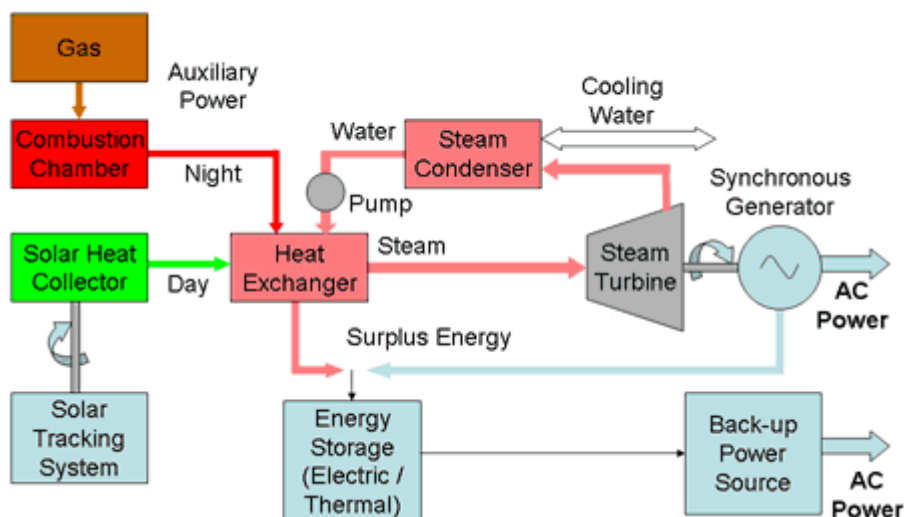 Gas
Auxiliary
Power
Cooling
Water
Combustion
Chamber
Night
Water
Steam
Condenser
Pump
Synchronous
Generator
Solar Heat
Collector
Day
Heat
Exchanger
Steam
Steam
Turbine
AC
Power
Surplus Energy
Solar
Tracking
System
Energy
Storage
(Electric /
Thermal)
Back-up
Power
Source
AC
Power